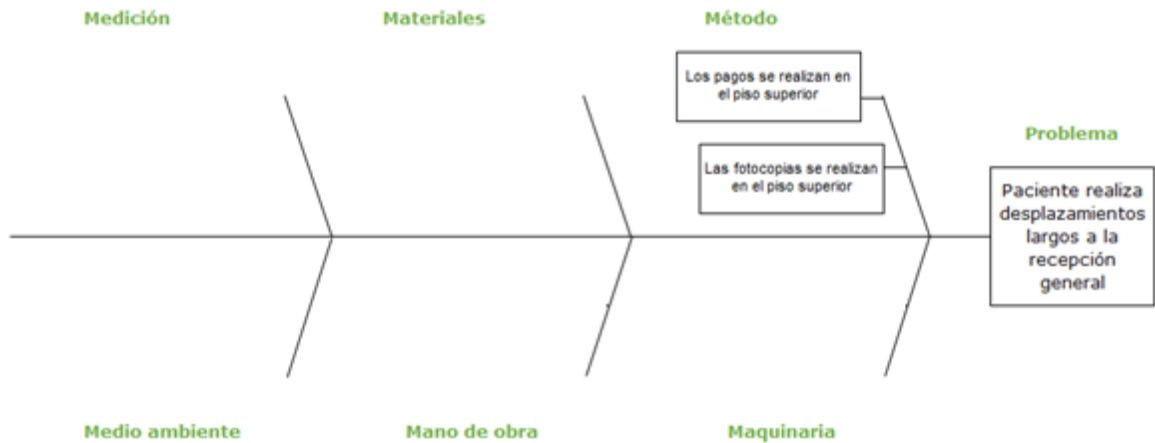 Medición
Materiales
Método
Los pagos se realizan en
el piso superior
Problema
Las fotocopias se realizan
en el piso superior
Paciente realiza
desplazamientos
largos a la
recepción
general
Medio ambiente
Mano de obra
Maquinaria